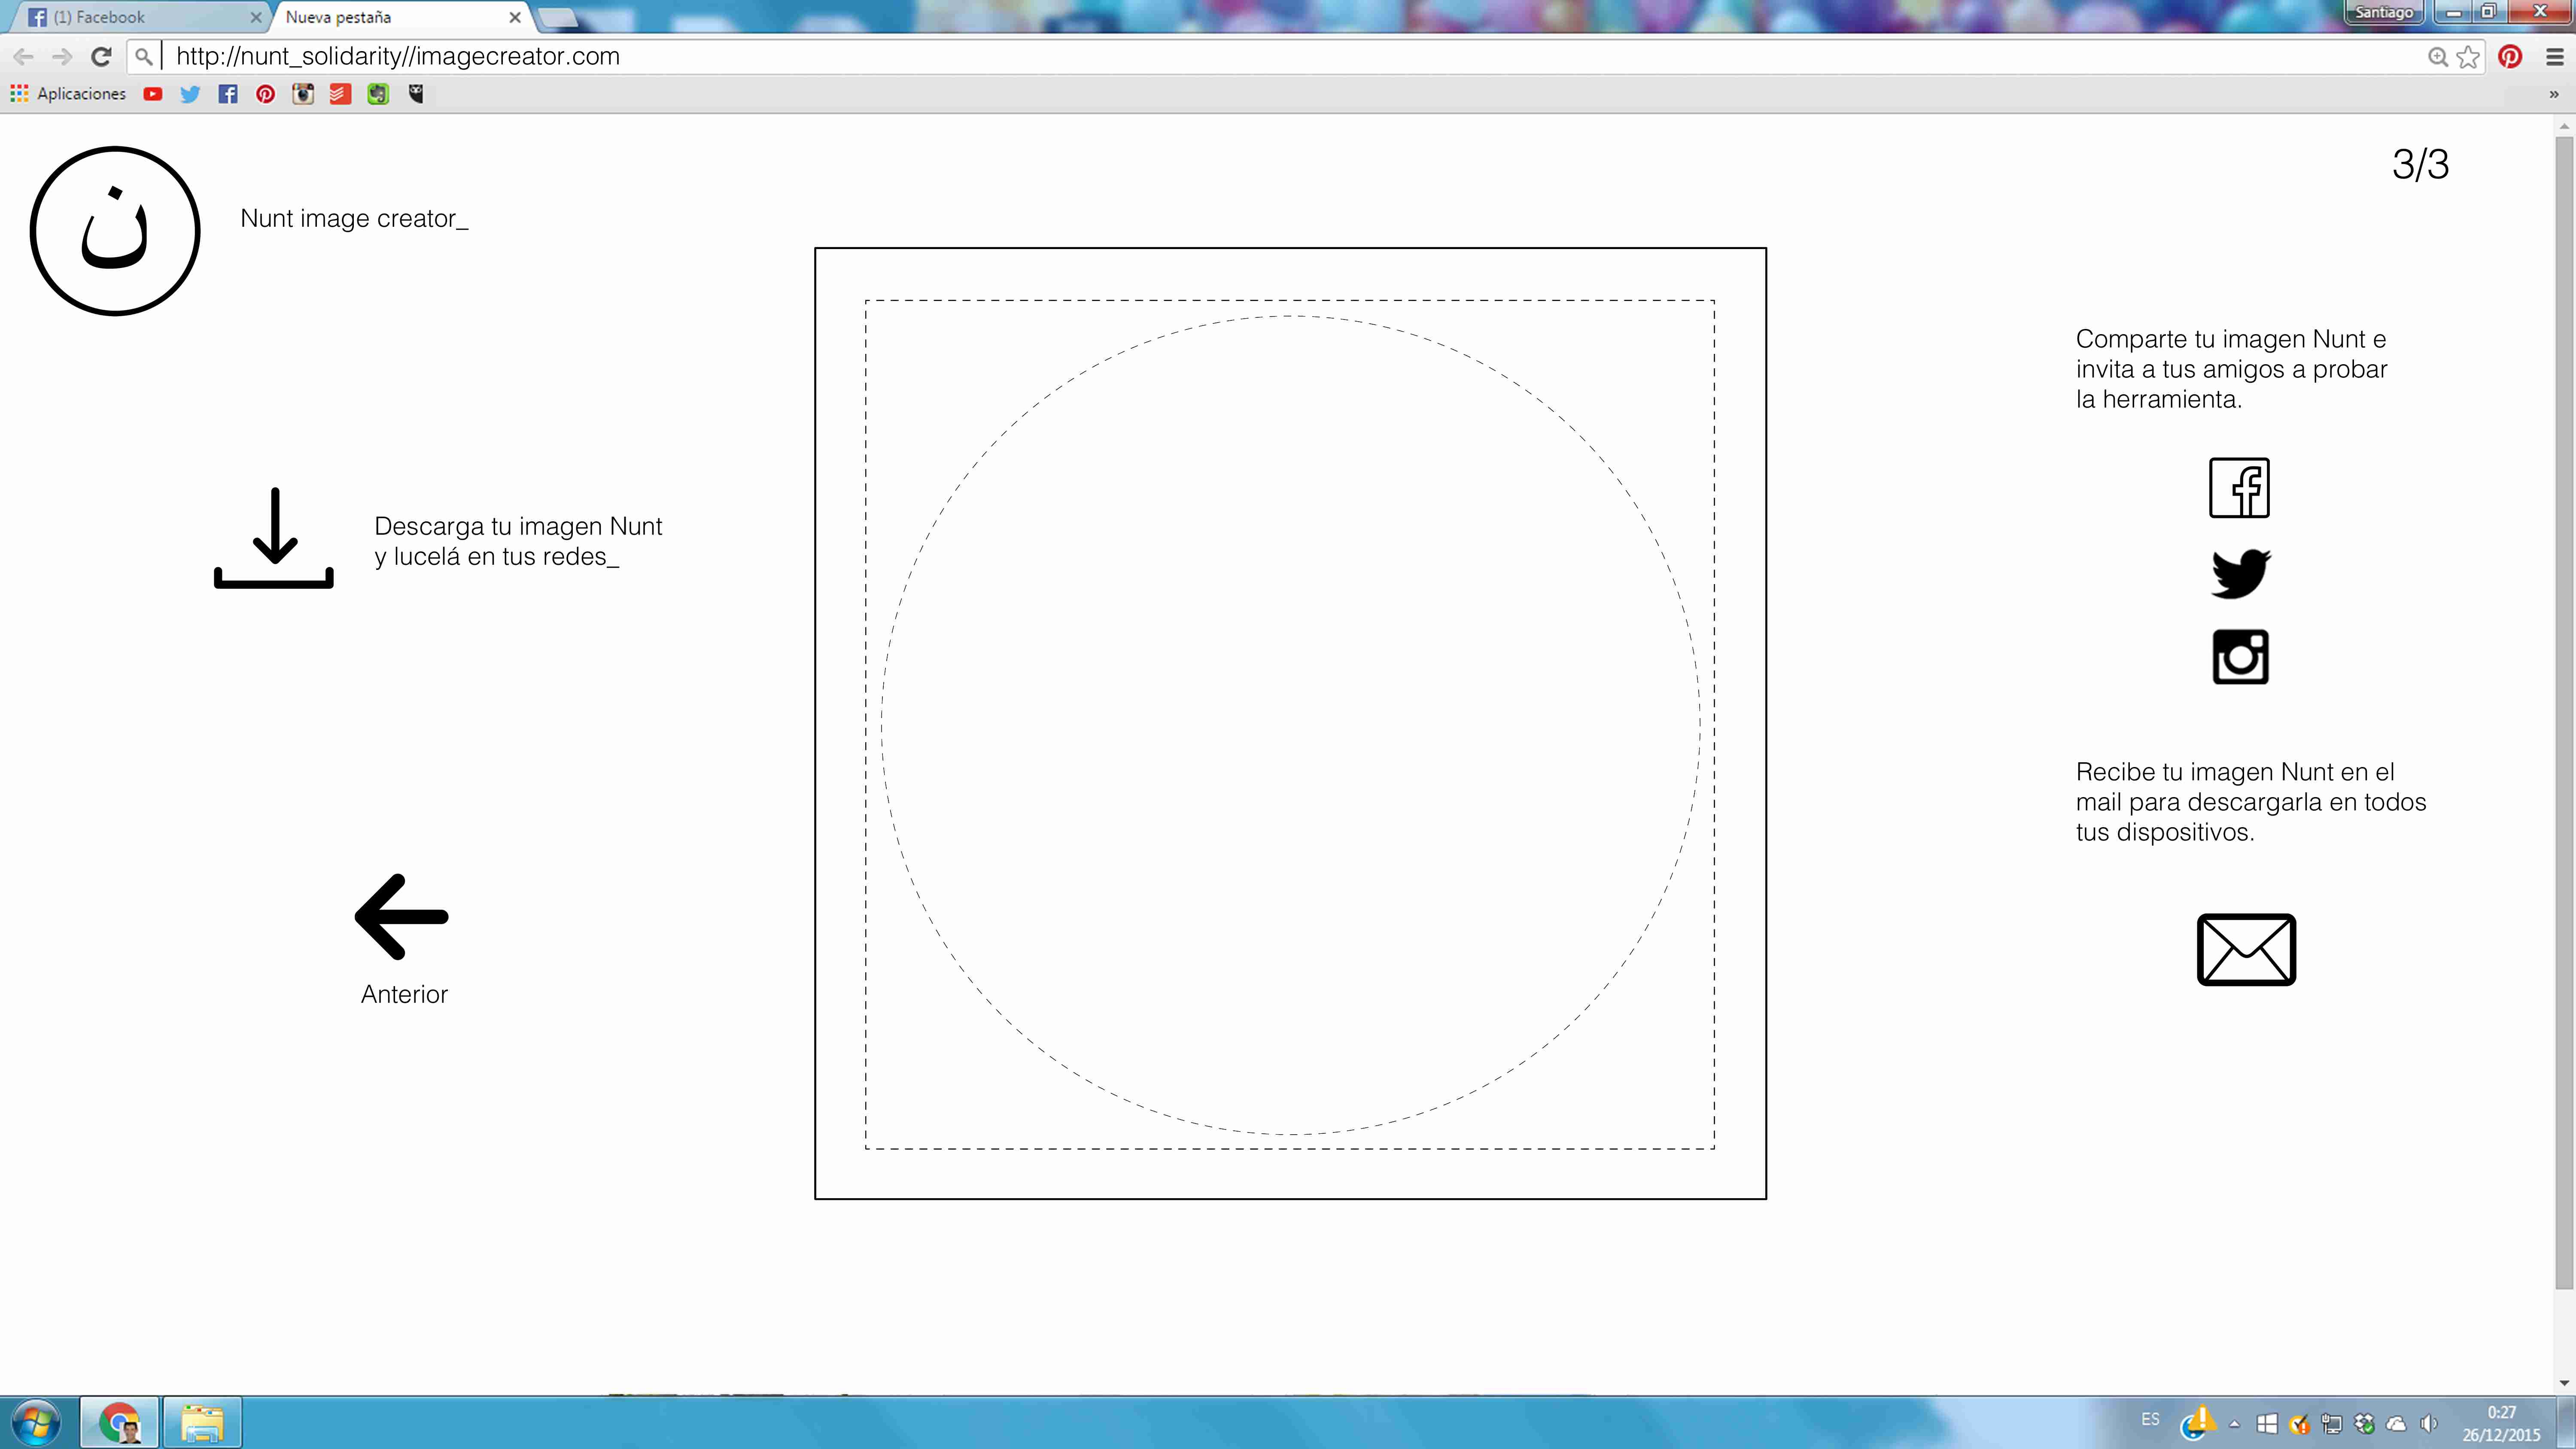 (1) Facebook
Nueva pestaña
Santiago
http://nunt_solidarity//imagecreator.com
Aplicaciones
3/3
ن
Nunt image creator_
Comparte tu imagen Nunt e
invita a tus amigos a probar
la herramienta.
Descarga tu imagen Nunt
y lucelá en tus redes_
Recibe tu imagen Nunt en el
mail para descargarla en todos
tus dispositivos.
Anterior
ES
0:27
26/12/2015